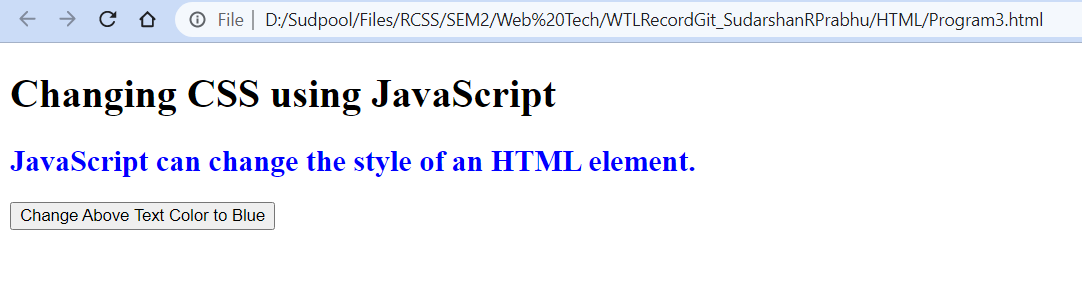 File | D:/Sudpool/Files/RCSS/SEM2/Web%20Tech/WTLRecordGit_SudarshanRPrabhu/HTML/Program3.html
Changing CSS using JavaScript
JavaScript can change the style of an HTML element.
Change Above Text Color to Blue